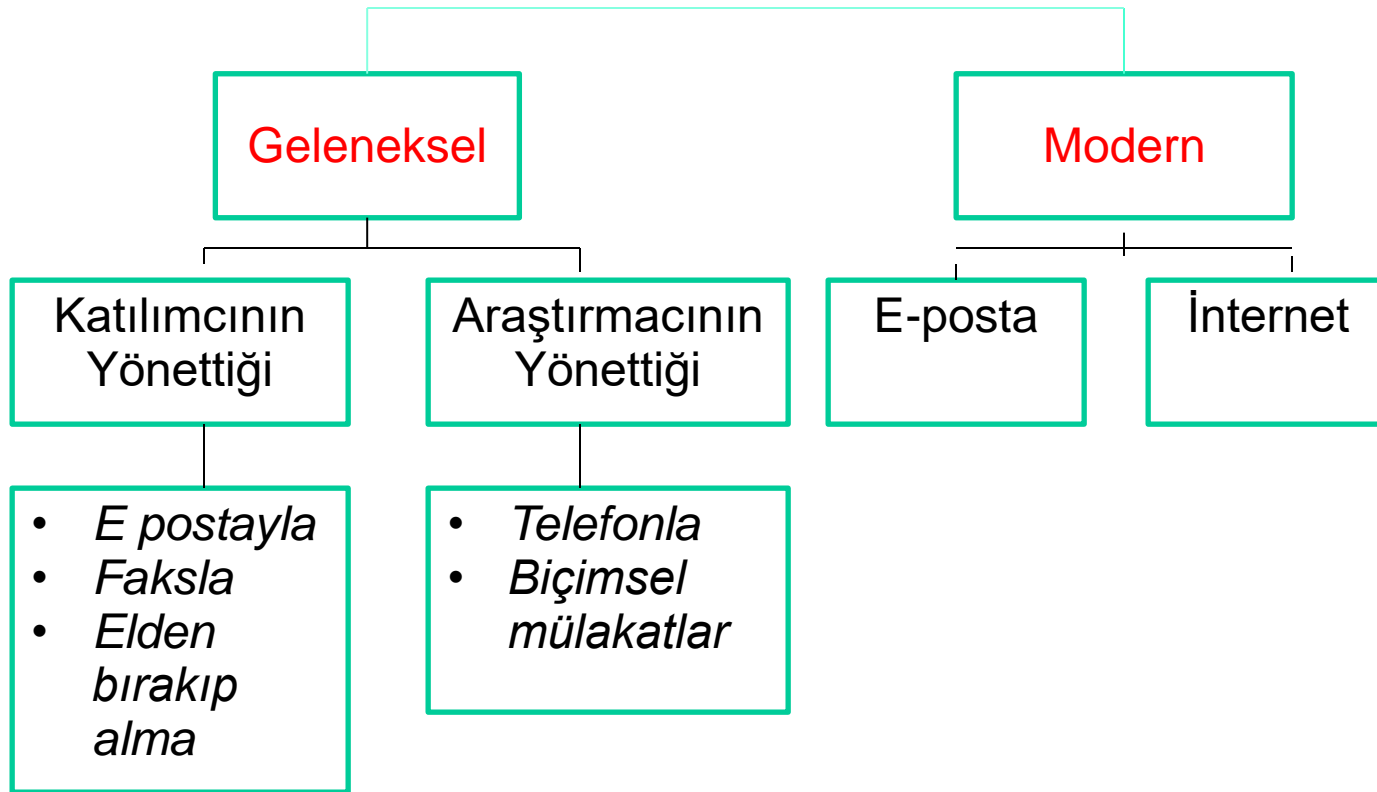 Geleneksel
Modern
Katılımcının
Yönettiği
Araştırmacının
Yönettiği
E-posta
İnternet
• E postayla
• Faksla
• Elden
bırakıp
alma
• Telefonla
• Biçimsel
mülakatlar